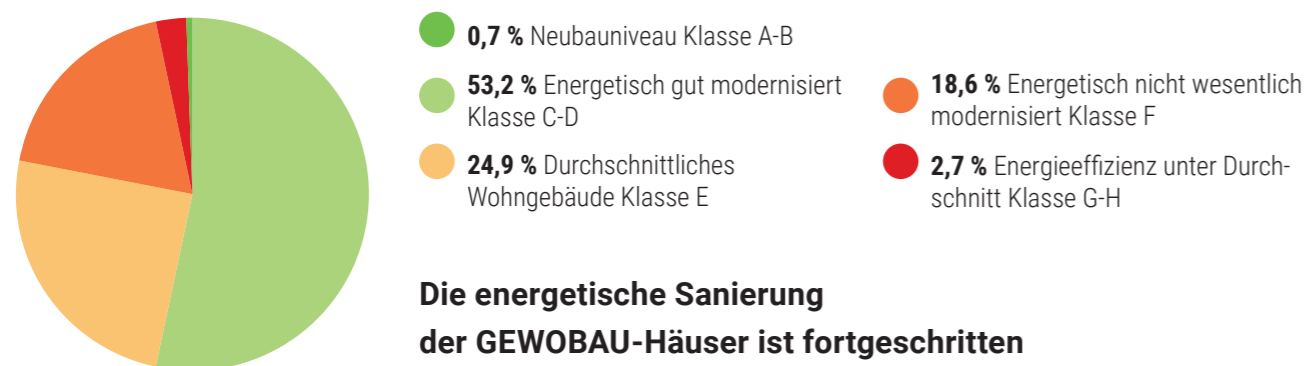 0,7 % Neubauniveau Klasse A-B
53,2 % Energetisch gut modernisiert
Klasse C-D
24,9 % Durchschnittliches
Wohngebäude Klasse E
18,6 % Energetisch nicht wesentlich
modernisiert Klasse F
2,7 % Energieeffizienz unter Durch-
schnitt Klasse G-H
Die energetische Sanierung
der GEWOBAU-Häuser ist fortgeschritten